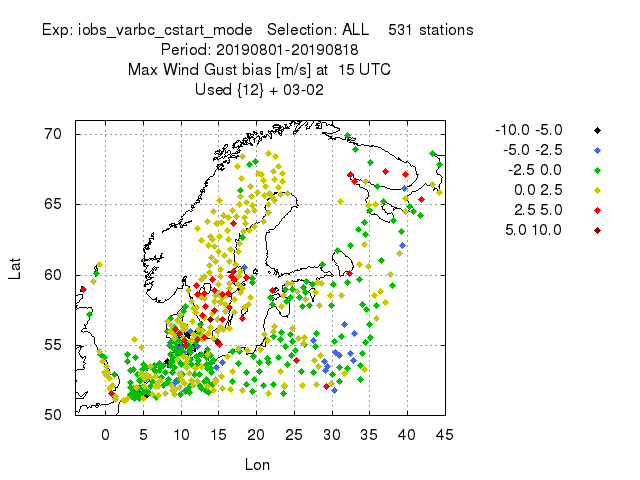 Exp: iobs_varbc_cstart_mode   Selection: ALL    531 stations
Period: 20190801-20190818
Max Wind Gust bias [m/s] at  15 UTC
Used {12} + 03-02
-10.0 -5.0
-5.0 -2.5
-2.5 0.0
0.0 2.5
2.5 5.0
5.0 10.0
70
65
60
55
50
Lat
0 5 10 15 20 25 30 35 40 45
Lon